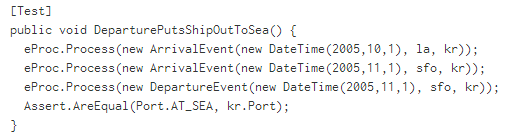 [Test]
public void DeparturePutsShipOutToSea() {
  eProc.Process(new ArrivalEvent(new DateTime(2005,10,1), la, kr));
  eProc.Process(new ArrivalEvent(new DateTime(2005,11,1), sfo, kr));
  eProc.Process(new DepartureEvent(new DateTime(2005,11,1), sfo, kr));
  Assert.AreEqual(Port.AT_SEA, kr.Port);
}